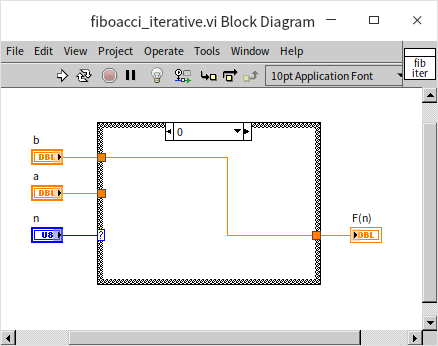 fiboacci_iterative.vi Block Diagram
File Edit View Project Operate Tools Window Help
fib
iter
10pt Application Font
0
b
DBL
a
DBL
n
U8
?
F(n)
DBL